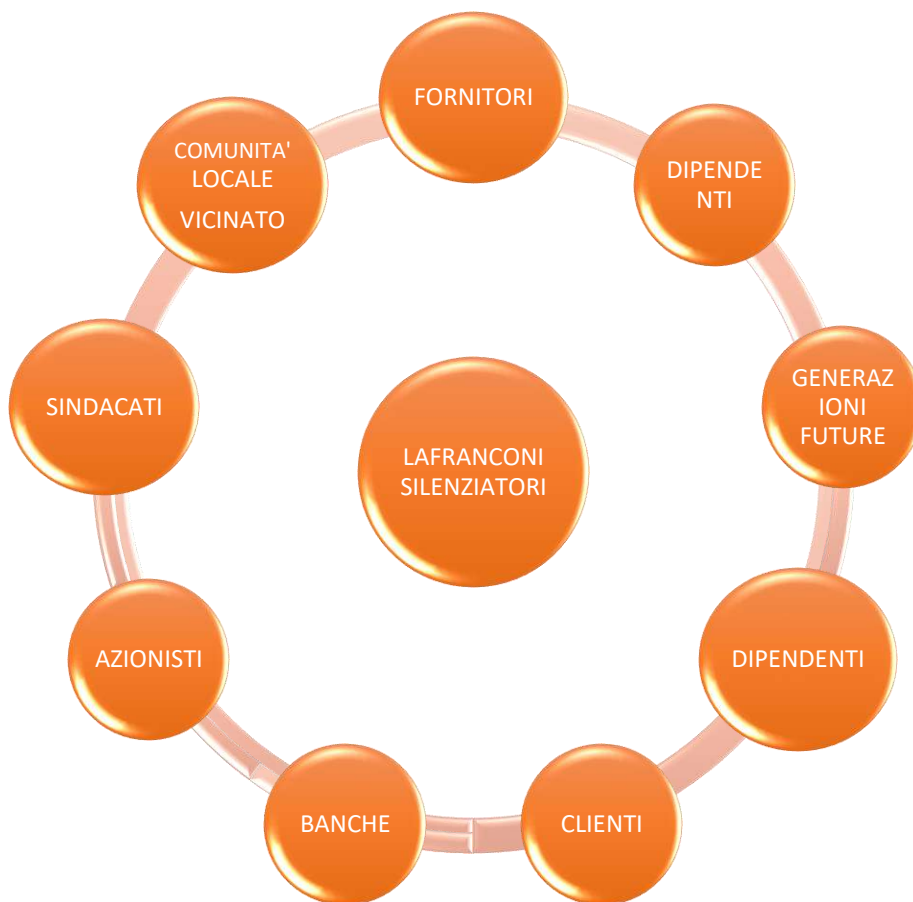 FORNITORI
DIPENDE
NTI
GENERAZ
IONI
FUTURE
DIPENDENTI
CLIENTI
BANCHE
AZIONISTI
SINDACATI
COMUNITA'
LOCALE
VICINATO
LAFRANCONI
SILENZIATORI